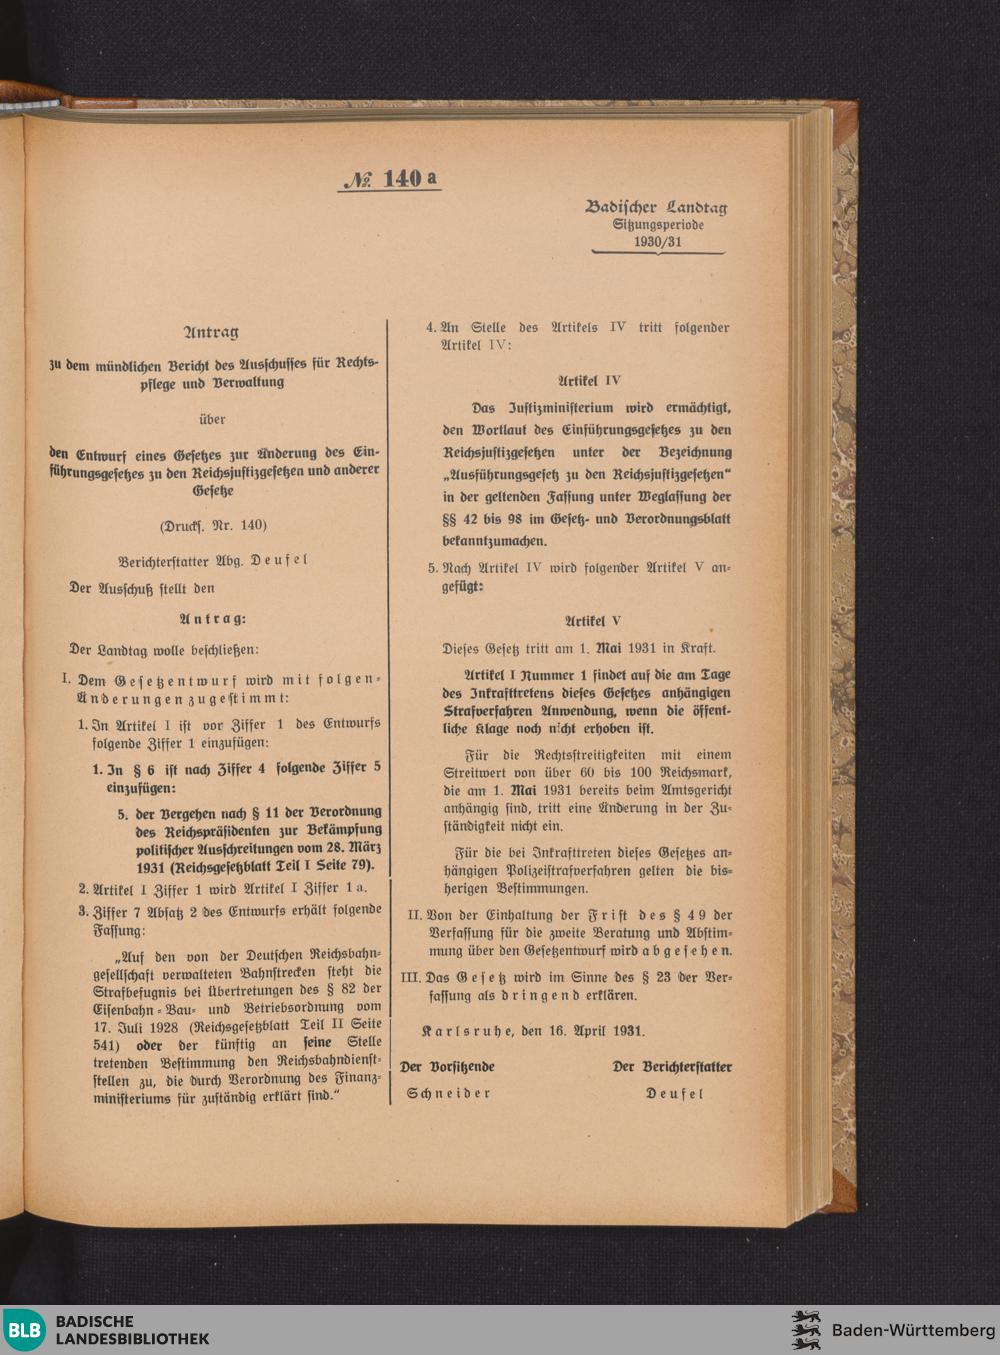 № 140 a
Badischer Landtag
Sitzungsperiode
1930/31
Antrag
zu dem mündlichen Bericht des Ausschusses für Rechts-
pflege und Verwaltung
über
den Entwurf eines Gesetzes zur Änderung des Ein-
führungsgesetzes zu den Reichsjustizgesetzen und anderer
Gesetze
(Drucks. Nr. 140)
Berichterstatter Abg. Deufel
Der Ausschuß stellt den
Antrag:
Der Landtag wolle beschließen:
I. Dem Gesetzentwurf wird mit folgen-
Änderungen zugestimmt:
1. In Artikel I ist vor Ziffer 1 des Entwurfs
folgende Ziffer 1 einzufügen:
1. In § 6 ist nach Ziffer 4 folgende Ziffer 5
einzufügen:
5. der Vergehen nach § 11 der Verordnung
des Reichspräsidenten zur Bekämpfung
politischer Ausschreitungen vom 28. März
1931 (Reichsgesetzblatt Teil I Seite 79).
2. Artikel I Ziffer 1 wird Artikel I Ziffer 1a.
3. Ziffer 7 Absatz 2 des Entwurfs erhält folgende
Fassung:
„Auf den von der Deutschen Reichsbahn-
gesellschaft verwalteten Bahnstrecken steht die
Strafbefugnis bei Übertretungen des § 82 der
Eisenbahn-Bau- und Betriebsordnung vom
17. Juli 1928 (Reichsgesetzblatt Teil II Seite
541) oder der künftig an seine Stelle
tretenden Bestimmung den Reichsbahndienst-
stellen zu, die durch Verordnung des Finanz-
ministeriums für zuständig erklärt sind.“
4. An Stelle des Artikels IV tritt folgender
Artikel IV:
Artikel IV
Das Justizministerium wird ermächtigt,
den Wortlaut des Einführungsgesetzes zu den
Reichsjustizgesetzen unter der Bezeichnung
„Ausführungsgesetz zu den Reichsjustizgesetzen“
in der geltenden Fassung unter Weglassung der
§§ 42 bis 98 im Gesetz- und Verordnungsblatt
bekanntzumachen.
5. Nach Artikel IV wird folgender Artikel V an-
gefügt:
Artikel V
Dieses Gesetz tritt am 1. Mai 1931 in Kraft.
Artikel I Nummer 1 findet auf die am Tage
des Inkrafttretens dieses Gesetzes anhängigen
Strafverfahren Anwendung, wenn die öffent-
liche Klage noch nicht erhoben ist.
Für die Rechtsstreitigkeiten mit einem
Streitwert von über 60 bis 100 Reichsmark,
die am 1. Mai 1931 bereits beim Amtsgericht
anhängig sind, tritt eine Änderung in der Zu-
ständigkeit nicht ein.
Für die bei Inkrafttreten dieses Gesetzes an-
hängigen Polizeistrafverfahren gelten die bis-
herigen Bestimmungen.
II. Von der Einhaltung der Frist des § 49 der
Verfassung für die zweite Beratung und Abstim-
mung über den Gesetzentwurf wird abgesehen.
III. Das Gesetz wird im Sinne des § 23 der Ver-
fassung als dringend erklären.
Karlsruhe, den 16. April 1931.
Der Vorsitzende
Der Berichterstatter
Schneider
Deufel
BLB BADISCHE
LANDESBIBLIOTHEK
Baden-Württemberg